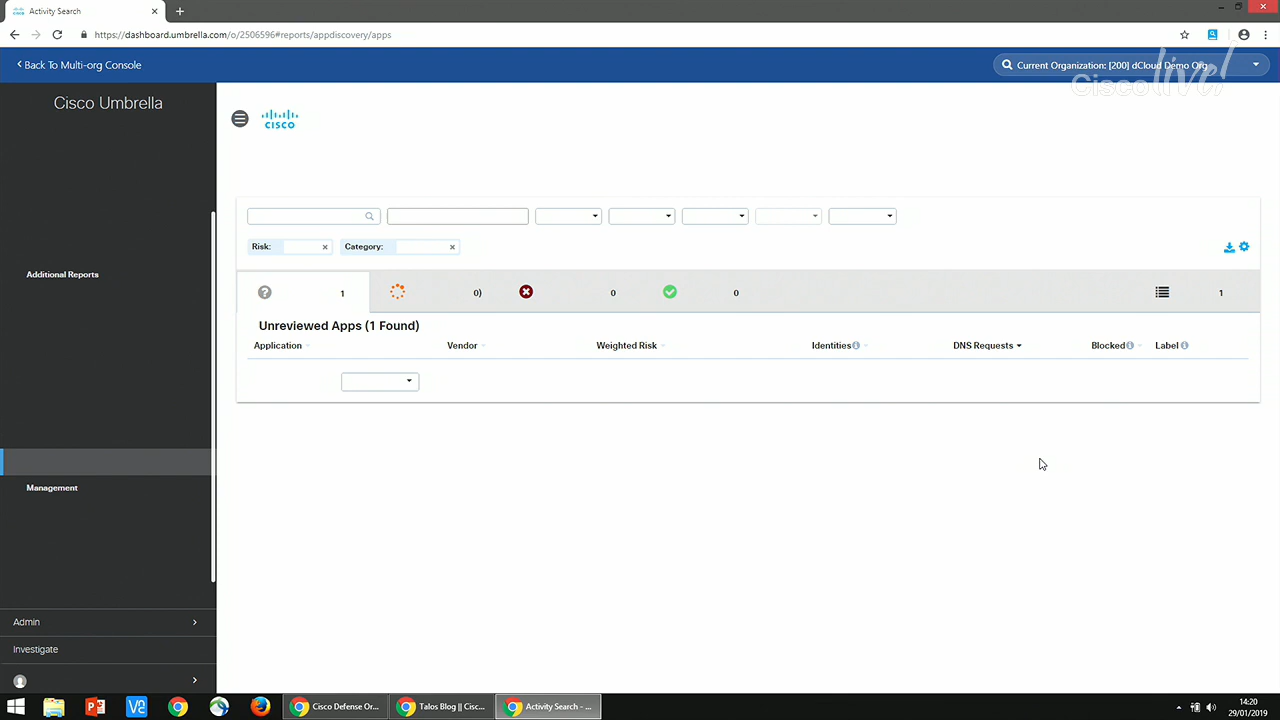 Activity Search
https://dashboard.umbrella.com/o/2506596#reports/appdiscovery/apps
Back To Multi-org Console
Current Organization: [200] dCloud Demo Org
Cisco live!
Cisco Umbrella
CISCO
Risk:
Category:
Additional Reports
1
0)
0
0
1
Unreviewed Apps (1 Found)
Application
Vendor
Weighted Risk
Identities
DNS Requests
Blocked
Label
Management
Admin
Investigate
Cisco Defense Or...
Talos Blog || Cisc...
Activity Search - ...
14:20
29/01/2019